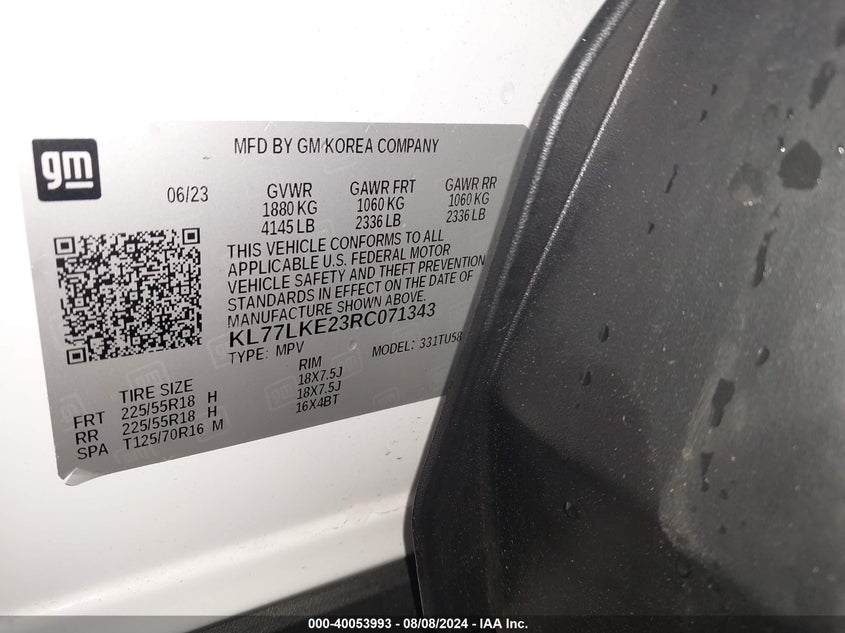 gm
MFD BY GM KOREA COMPANY
06/23 GVWR GAWR FRT GAWR RR
1880 KG 1060 KG 1060 KG
4145 LB 2336 LB 2336 LB
THIS VEHICLE CONFORMS TO ALL
APPLICABLE U.S. FEDERAL MOTOR
VEHICLE SAFETY AND THEFT PREVENTION
STANDARDS IN EFFECT ON THE DATE OF
MANUFACTURE SHOWN ABOVE.
KL77LKE23RC071343
TYPE: MPV MODEL: 331TU58
TIRE SIZE RIM
FRT 225/55R18 H 18X7.5J
RR 225/55R18 H 18X7.5J
SPA T125/70R16 M 16X4BT
000-40053993 - 08/08/2024 - IAA Inc.